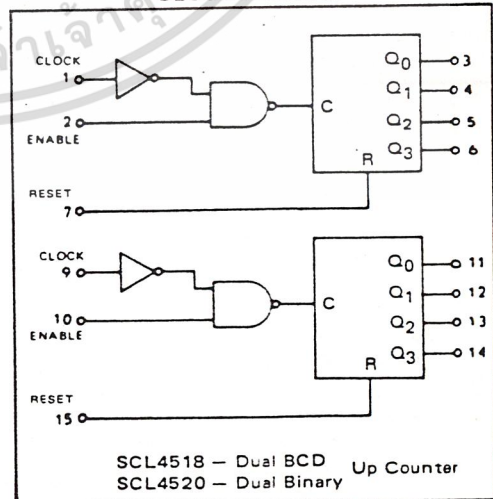 CLOCK
1
Q0 3
Q1 4
2
C
Q2 5
ENABLE
Q3 6
R
RESET
7
CLOCK
9
Q0 11
Q1 12
10
C
Q2 13
ENABLE
Q3 14
R
RESET
15
SCL4518 — Dual BCD
Up Counter
SCL4520 — Dual Binary